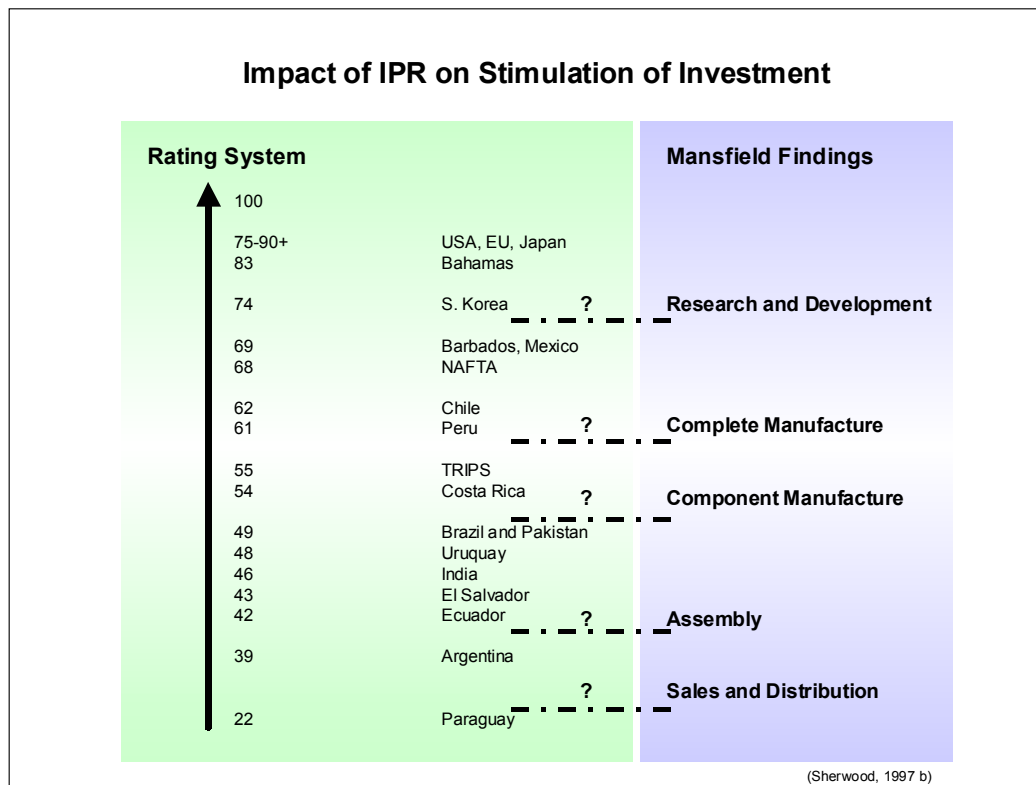 Impact of IPR on Stimulation of Investment
Rating System Mansfield Findings
100
75-90+ USA, EU, Japan
83 Bahamas
74 S. Korea ? Research and Development
69 Barbados, Mexico
68 NAFTA
62 Chile
61 Peru ? Complete Manufacture
55 TRIPS
54 Costa Rica ? Component Manufacture
49 Brazil and Pakistan
48 Uruquay
46 India
43 El Salvador
42 Ecuador ? Assembly
39 Argentina
? Sales and Distribution
22 Paraguay
(Sherwood, 1997 b)